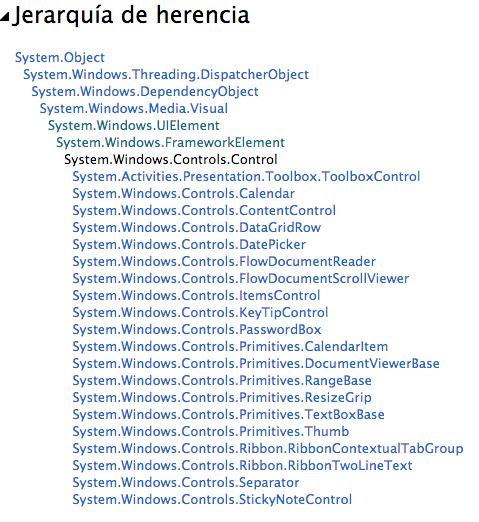 Jerarquía de herencia
System.Object
System.Windows.Threading.DispatcherObject
System.Windows.DependencyObject
System.Windows.Media.Visual
System.Windows.UIElement
System.Windows.FrameworkElement
System.Windows.Controls.Control
System.Activities.Presentation.Toolbox.ToolboxControl
System.Windows.Controls.Calendar
System.Windows.Controls.ContentControl
System.Windows.Controls.DataGridRow
System.Windows.Controls.DatePicker
System.Windows.Controls.FlowDocumentReader
System.Windows.Controls.FlowDocumentScrollViewer
System.Windows.Controls.ItemsControl
System.Windows.Controls.KeyTipControl
System.Windows.Controls.PasswordBox
System.Windows.Controls.Primitives.CalendarItem
System.Windows.Controls.Primitives.DocumentViewerBase
System.Windows.Controls.Primitives.RangeBase
System.Windows.Controls.Primitives.ResizeGrip
System.Windows.Controls.Primitives.TextBoxBase
System.Windows.Controls.Primitives.Thumb
System.Windows.Controls.Ribbon.RibbonContextualTabGroup
System.Windows.Controls.Ribbon.RibbonTwoLineText
System.Windows.Controls.Separator
System.Windows.Controls.StickyNoteControl